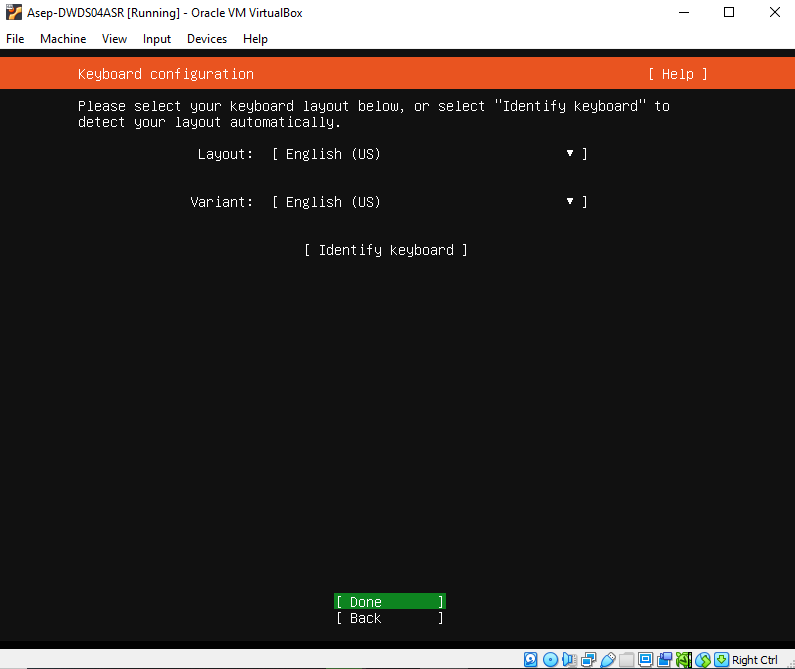 Asep-DWDS04ASR [Running] - Oracle VM VirtualBox
File Machine View Input Devices Help
Keyboard configuration [ Help ]
Please select your keyboard layout below, or select "Identify keyboard" to
detect your layout automatically.
Layout: [ English (US) ▾ ]
Variant: [ English (US) ▾ ]
[ Identify keyboard ]
[ Done ]
[ Back ]
Right Ctrl